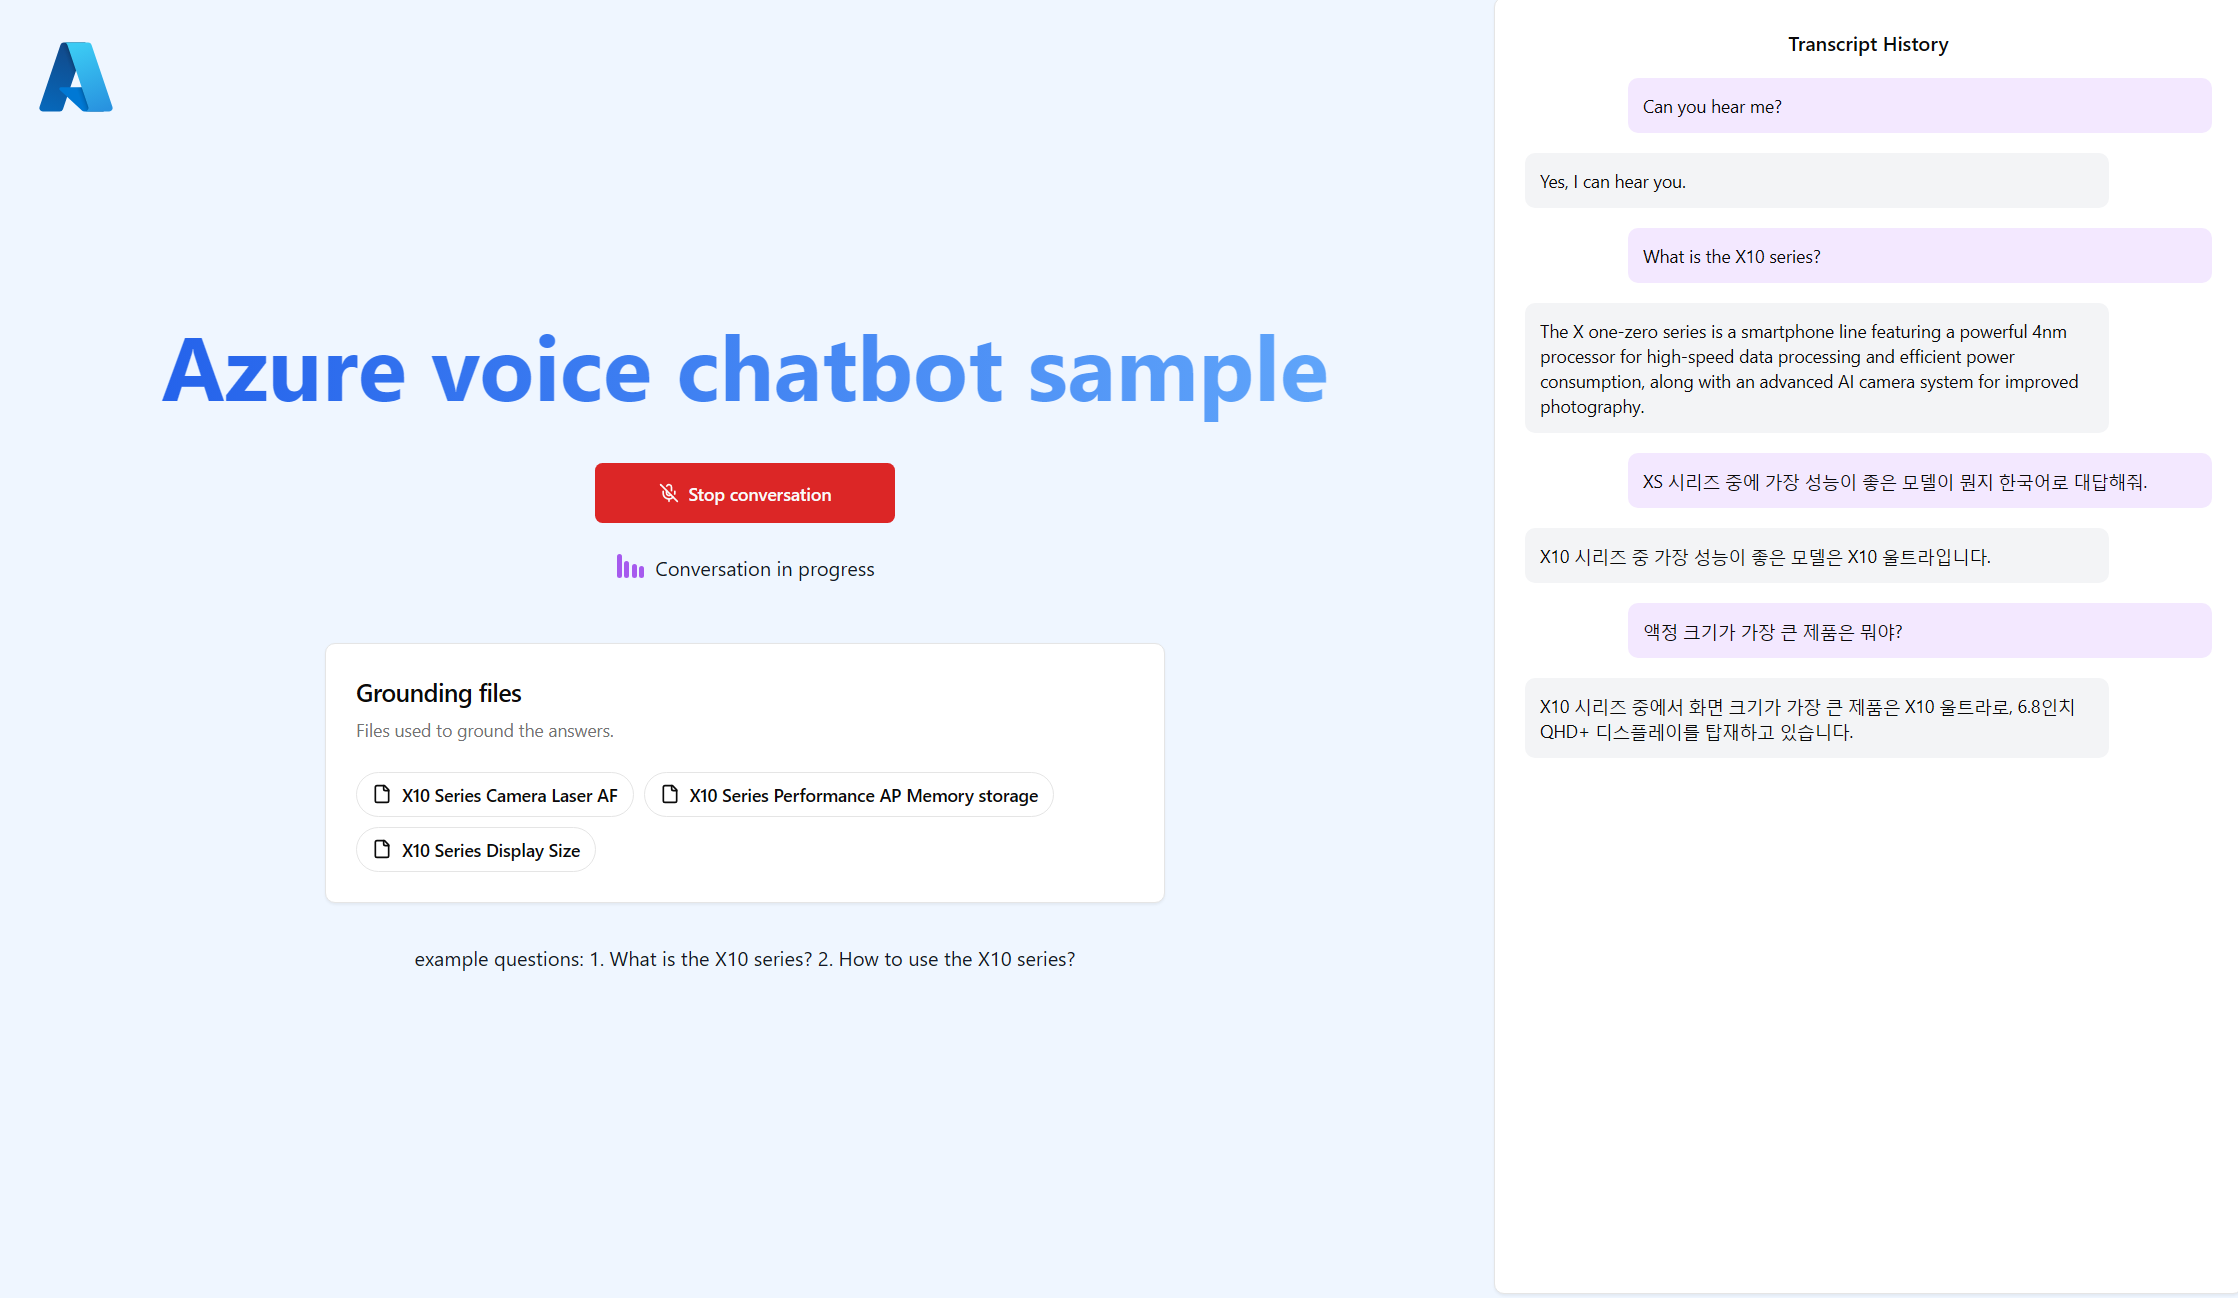 Azure voice chatbot sample
Stop conversation
Conversation in progress
Grounding files
Files used to ground the answers.
X10 Series Camera Laser AF
X10 Series Performance AP Memory storage
X10 Series Display Size
example questions: 1. What is the X10 series? 2. How to use the X10 series?
Transcript History
Can you hear me?
Yes, I can hear you.
What is the X10 series?
The X one-zero series is a smartphone line featuring a powerful 4nm
processor for high-speed data processing and efficient power
consumption, along with an advanced AI camera system for improved
photography.
XS 시리즈 중에 가장 성능이 좋은 모델이 뭔지 한국어로 대답해줘.
X10 시리즈 중 가장 성능이 좋은 모델은 X10 울트라입니다.
액정 크기가 가장 큰 제품은 뭐야?
X10 시리즈 중에서 화면 크기가 가장 큰 제품은 X10 울트라로, 6.8인치
QHD+ 디스플레이를 탑재하고 있습니다.